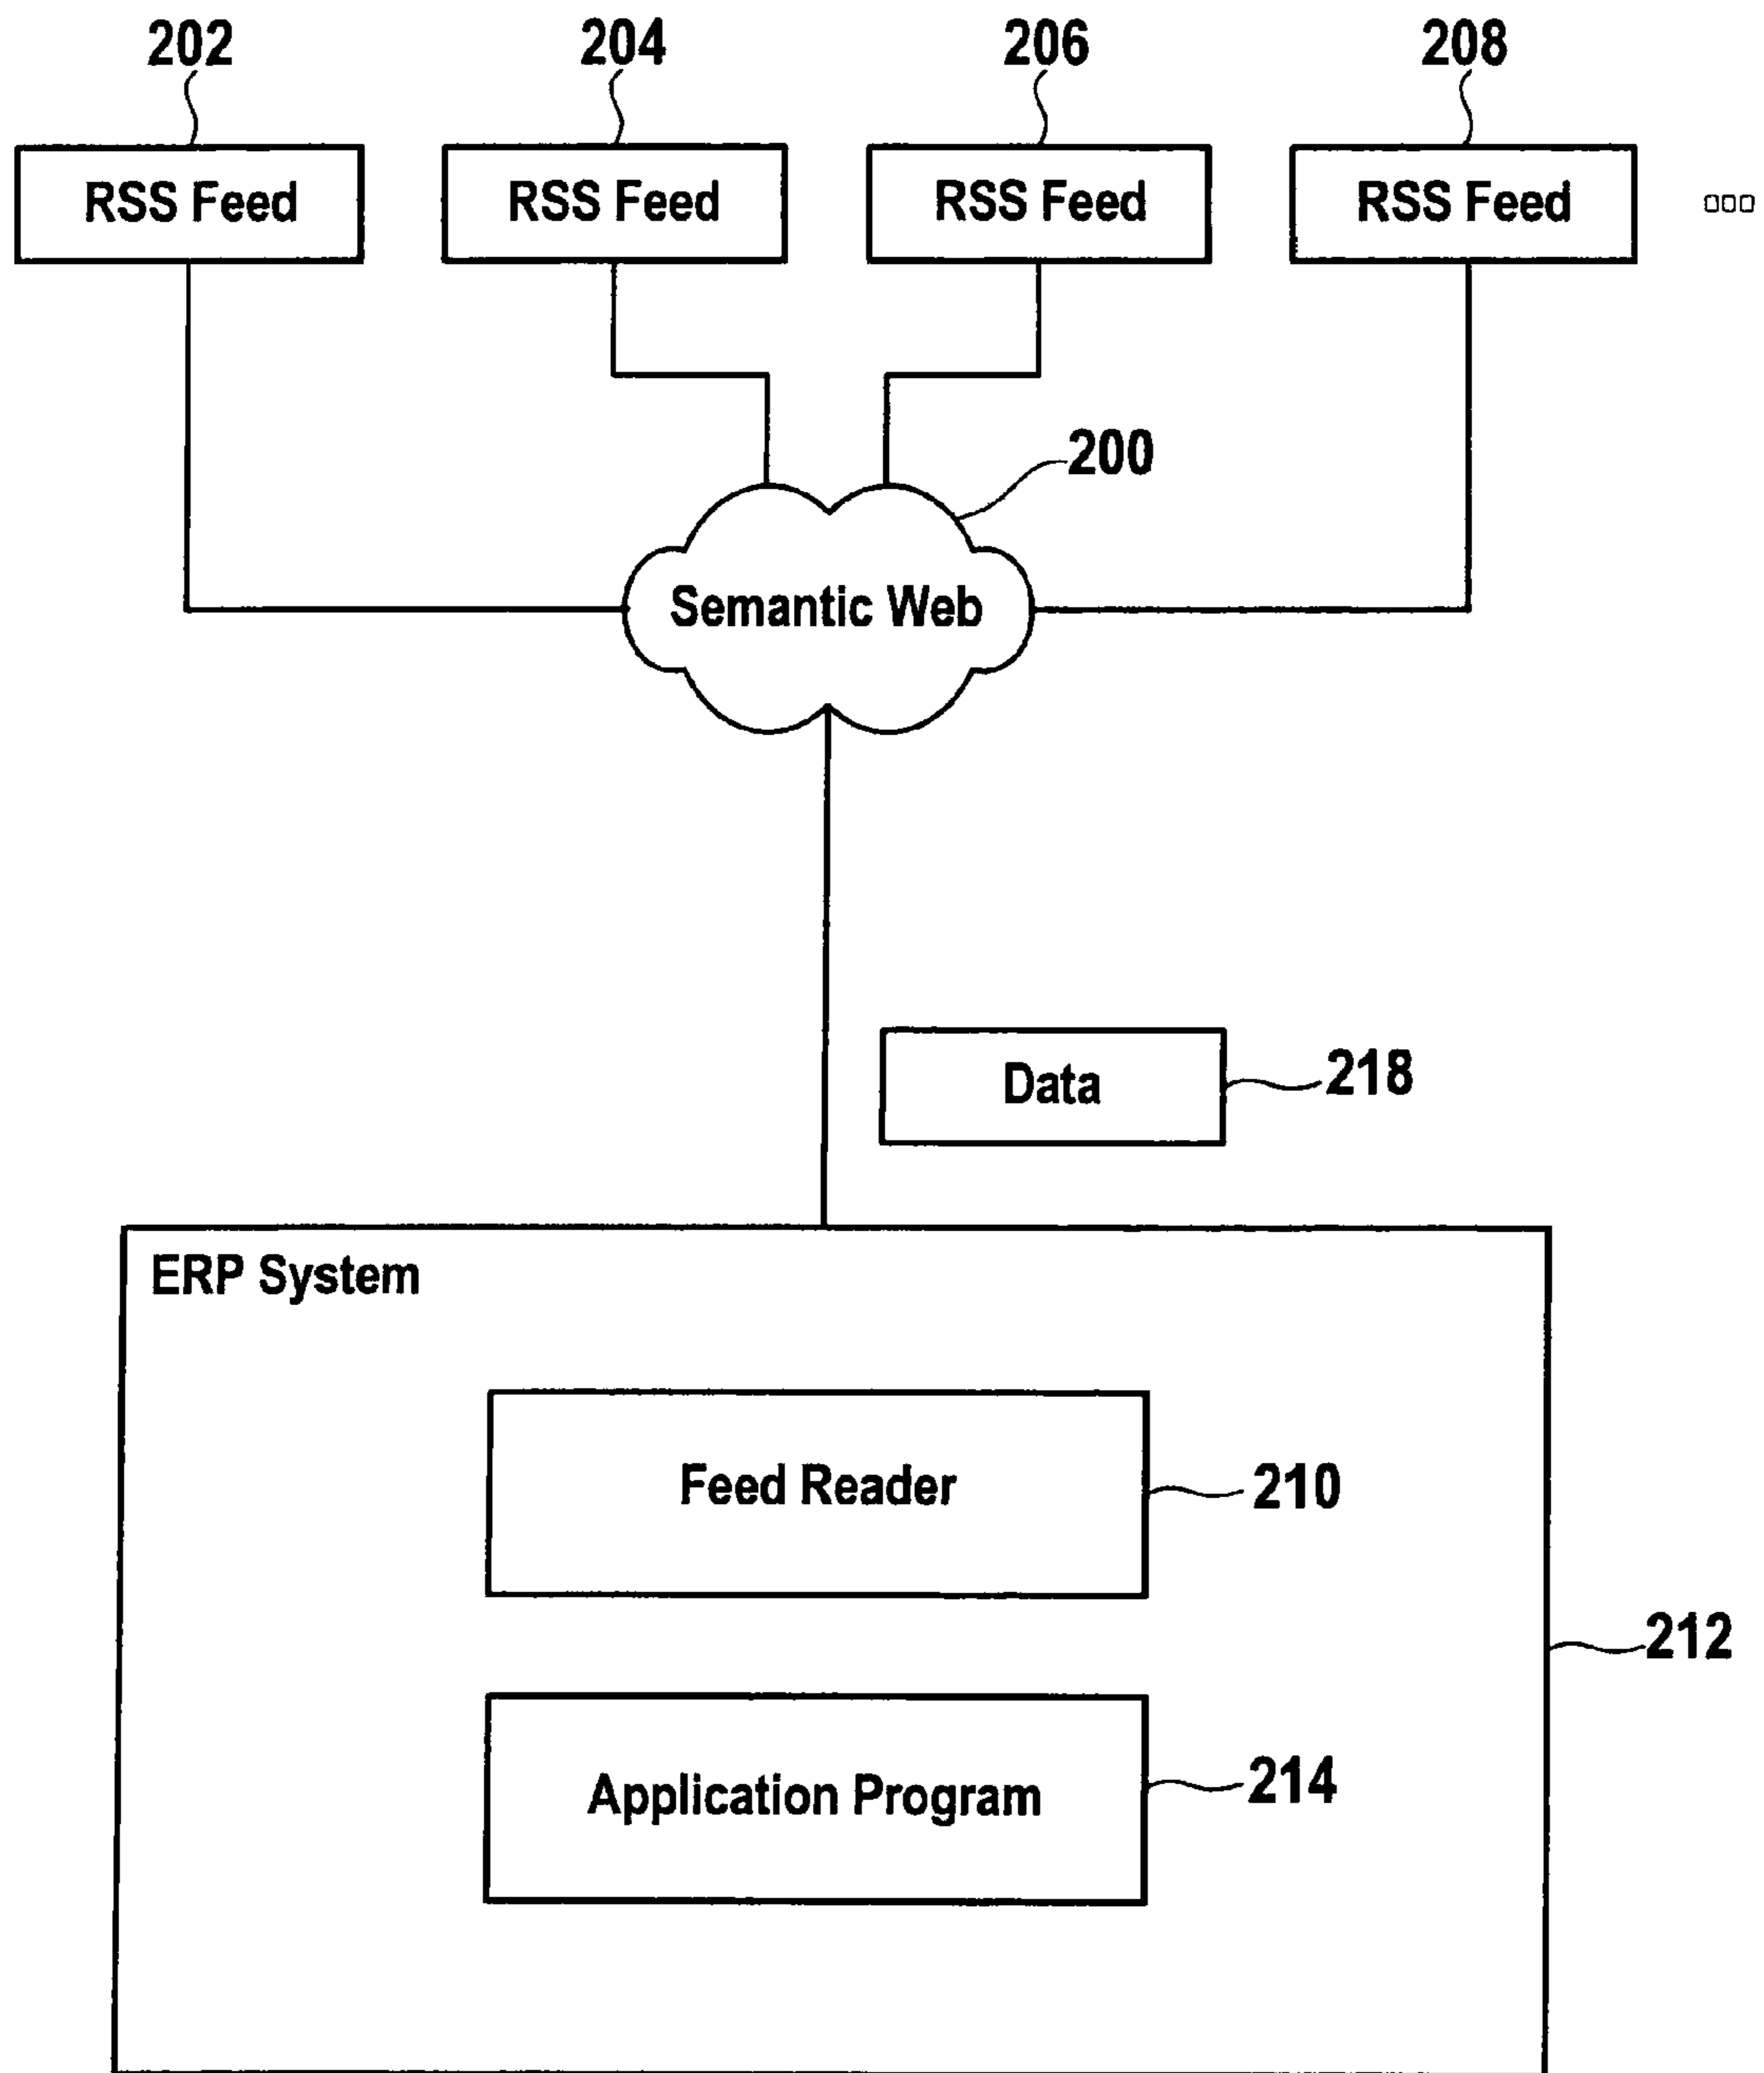 202 204 206 208
RSS Feed RSS Feed RSS Feed RSS Feed
200
Semantic Web
Data 218
ERP System
Feed Reader 210
212
Application Program 214